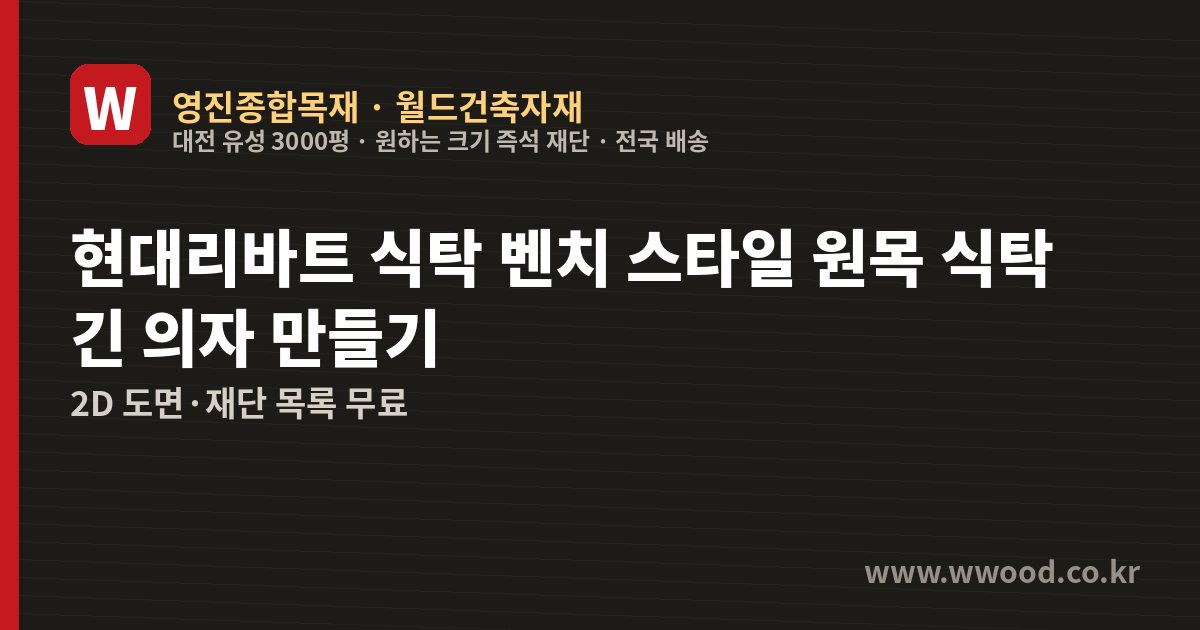 W
영진종합목재 · 월드건축자재
대전 유성 3000평 · 원하는 크기 즉석 재단 · 전국 배송
현대리바트 식탁 벤치 스타일 원목 식탁
긴 의자 만들기
2D 도면·재단 목록 무료
www.wwood.co.kr